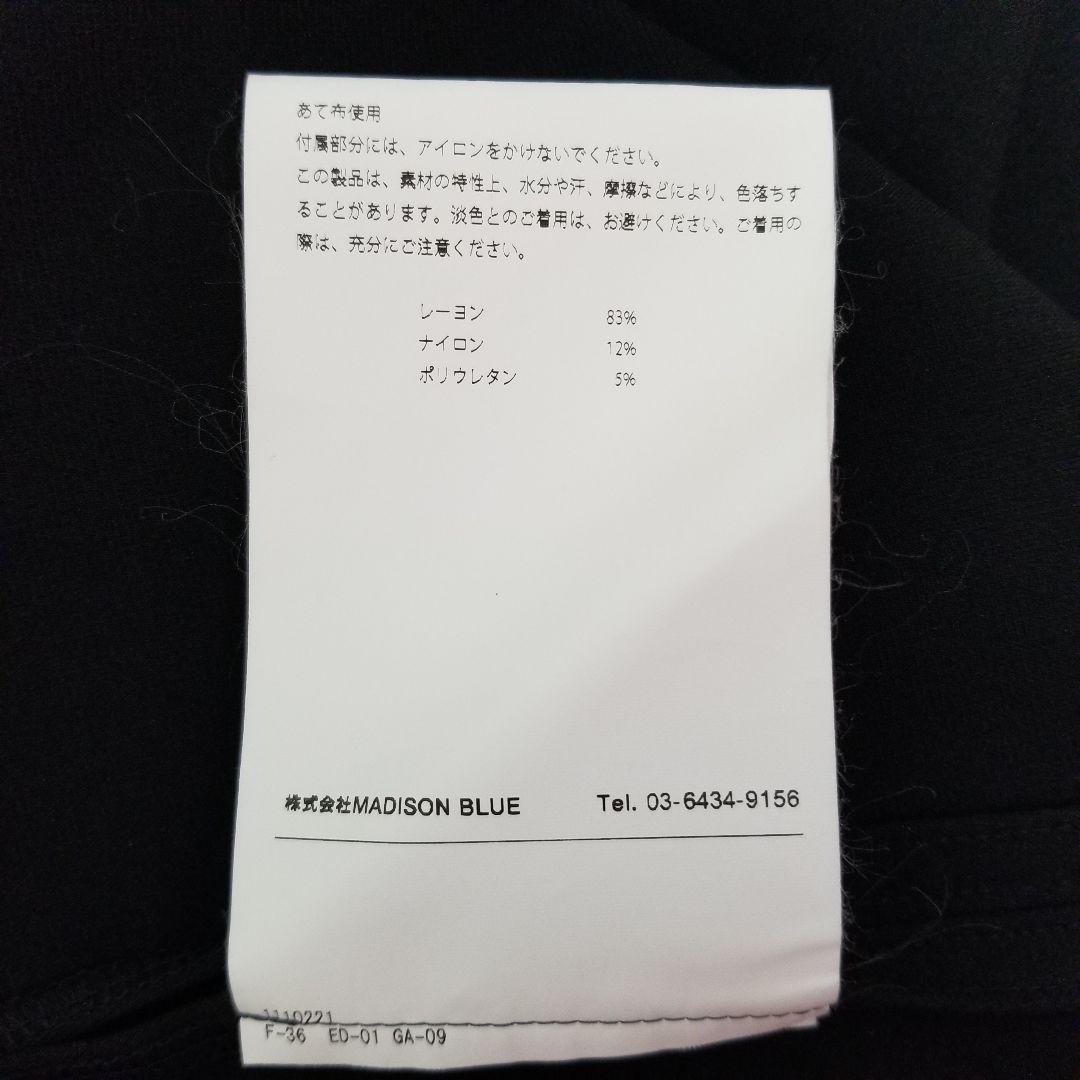 あて布使用
付属部分には、アイロンをかけないでください。
この製品は、素材の特性上、水分や汗、摩擦などにより、色落ちす
ることがあります。淡色とのご着用は、お避けください。ご着用の
際は、充分にご注意ください。
レーヨン 83%
ナイロン 12%
ポリウレタン 5%
株式会社MADISON BLUE Tel. 03-6434-9156
1110221
F-36 ED-01 GA-09